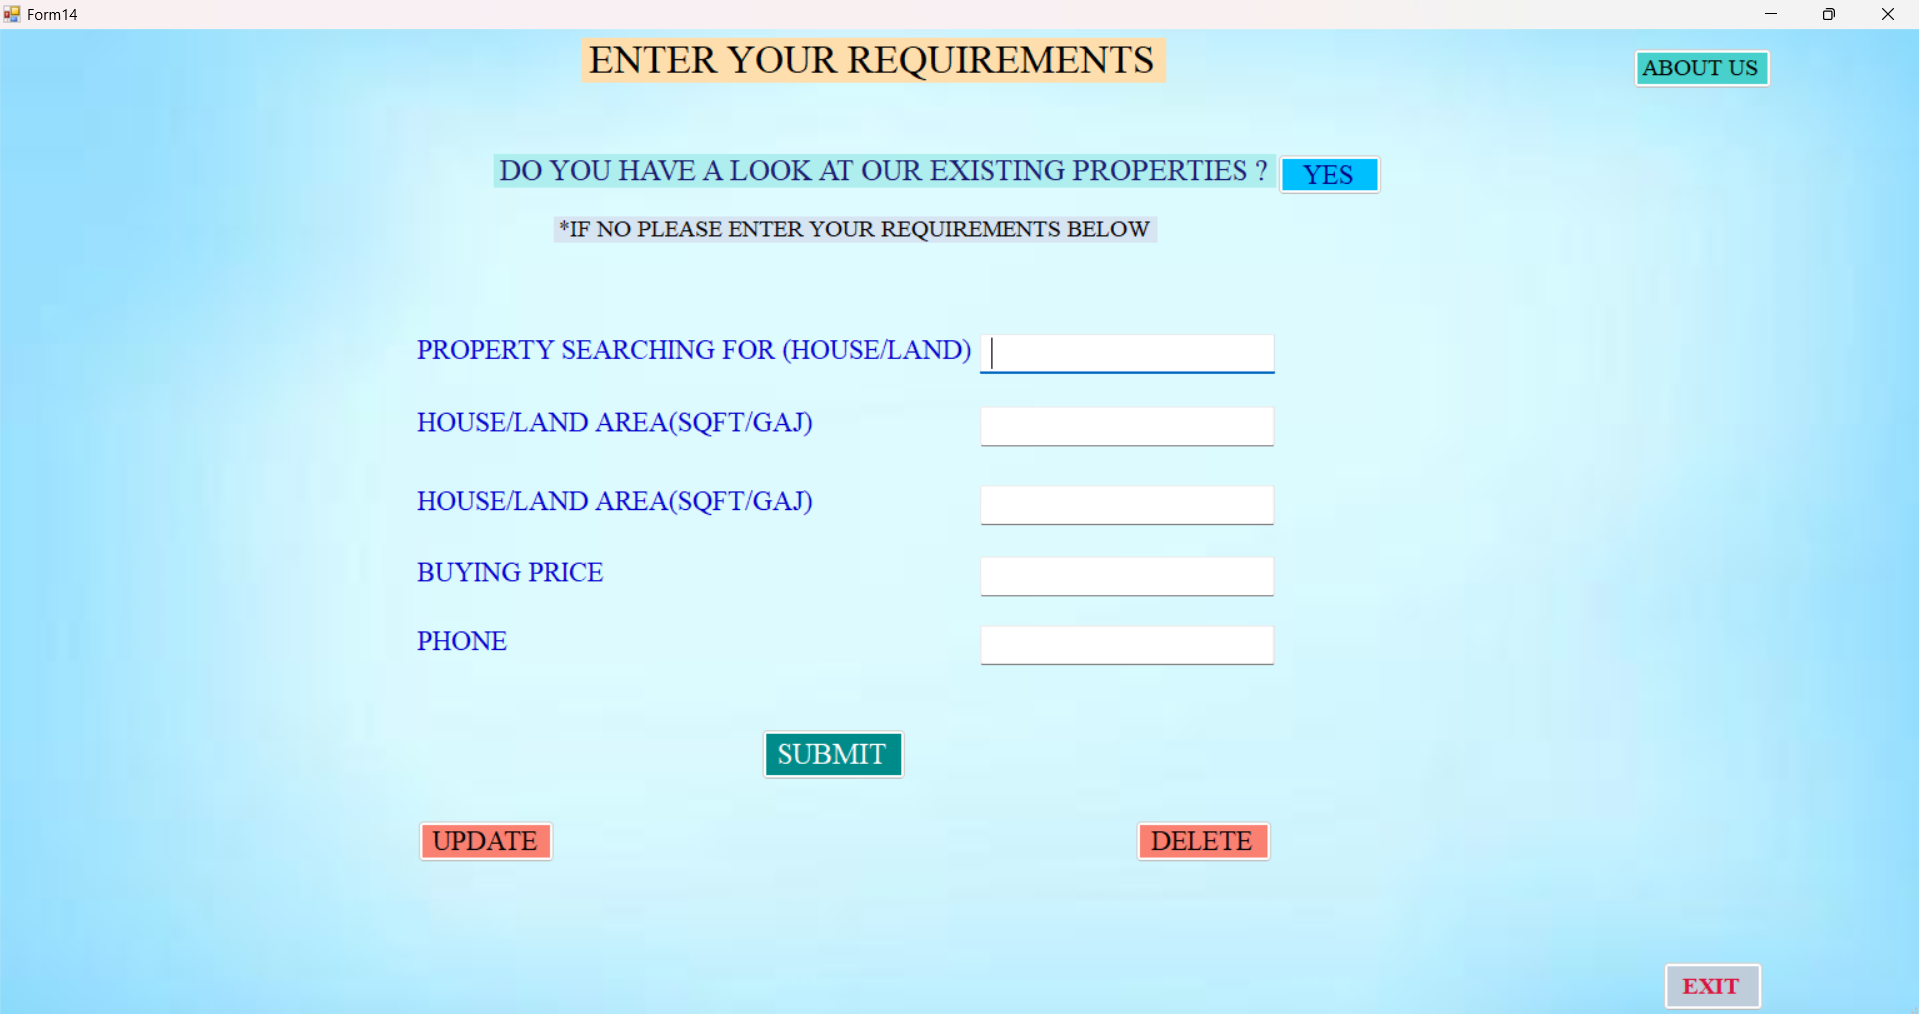 Form14
ENTER YOUR REQUIREMENTS
ABOUT US
DO YOU HAVE A LOOK AT OUR EXISTING PROPERTIES ?
YES
*IF NO PLEASE ENTER YOUR REQUIREMENTS BELOW
PROPERTY SEARCHING FOR (HOUSE/LAND)
HOUSE/LAND AREA(SQFT/GAJ)
HOUSE/LAND AREA(SQFT/GAJ)
BUYING PRICE
PHONE
SUBMIT
UPDATE
DELETE
EXIT